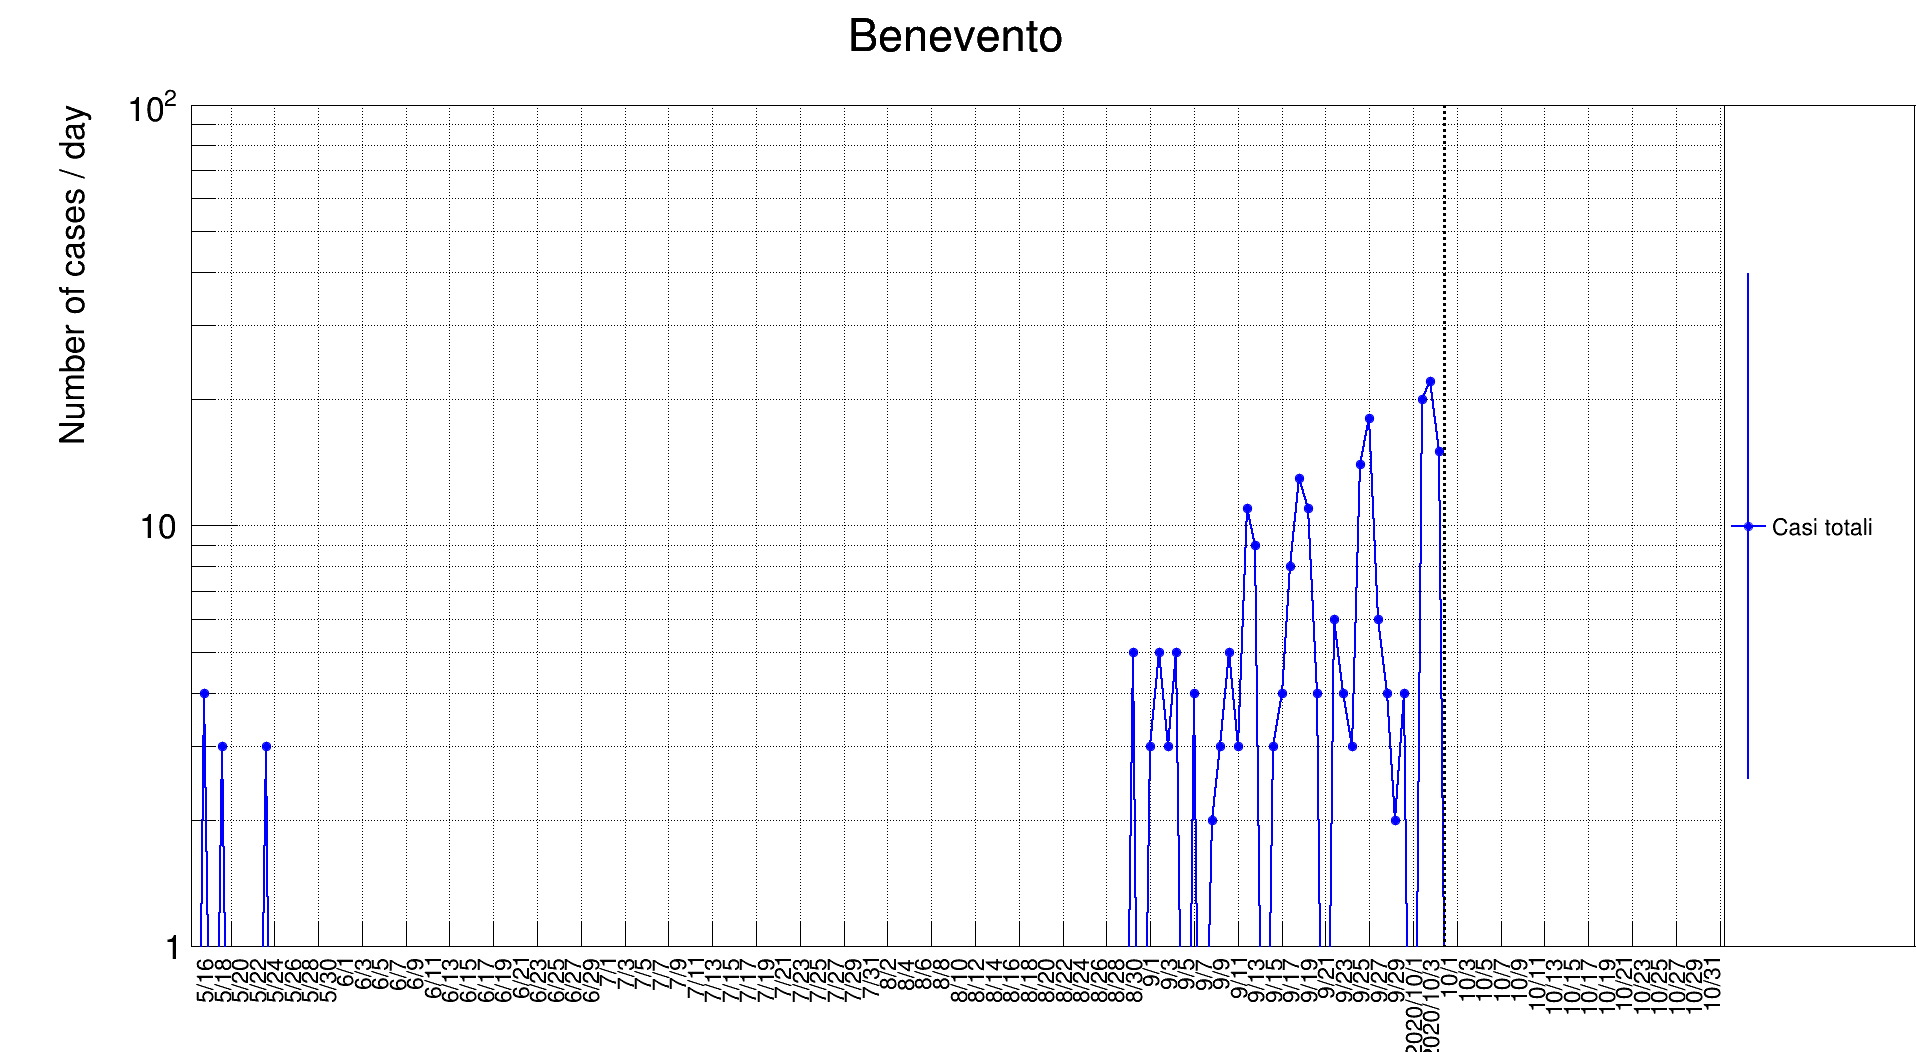 Benevento
Number of cases / day
10²
10
1
5/16 5/18 5/20 5/22 5/24 5/26 5/28 5/30 6/1 6/3 6/5 6/7 6/9 6/11 6/13 6/15 6/17 6/19 6/21 6/23 6/25 6/27 6/29 7/1 7/3 7/5 7/7 7/9 7/11 7/13 7/15 7/17 7/19 7/21 7/23 7/25 7/27 7/29 7/31 8/2 8/4 8/6 8/8 8/10 8/12 8/14 8/16 8/18 8/20 8/22 8/24 8/26 8/28 8/30 9/1 9/3 9/5 9/7 9/9 9/11 9/13 9/15 9/17 9/19 9/21 9/23 9/25 9/27 9/29 2020/10/1 2020/10/3 10/1 10/3 10/5 10/7 10/9 10/11 10/13 10/15 10/17 10/19 10/21 10/23 10/25 10/27 10/29 10/31
Casi totali